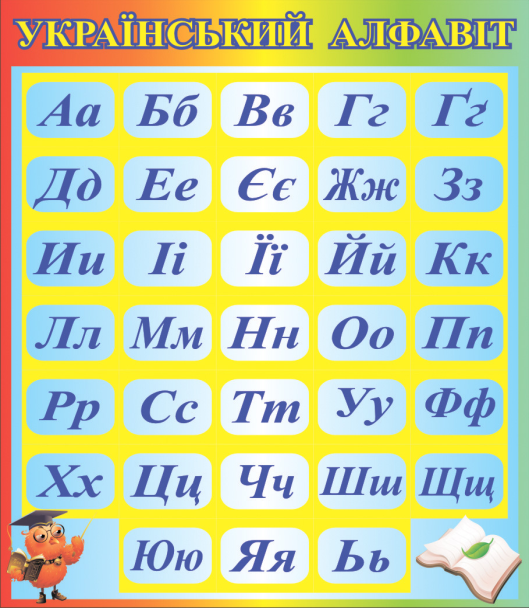 УКРАЇНСЬКИЙ АЛФАВІТ
Аа Бб Вв Гг Ґґ
Дд Ее Єє Жж Зз
Ии Іі Її Йй Кк
Лл Мм Нн Оо Пп
Рр Сс Тт Уу Фф
Хх Цц Чч Шш Щщ
Юю Яя Ьь